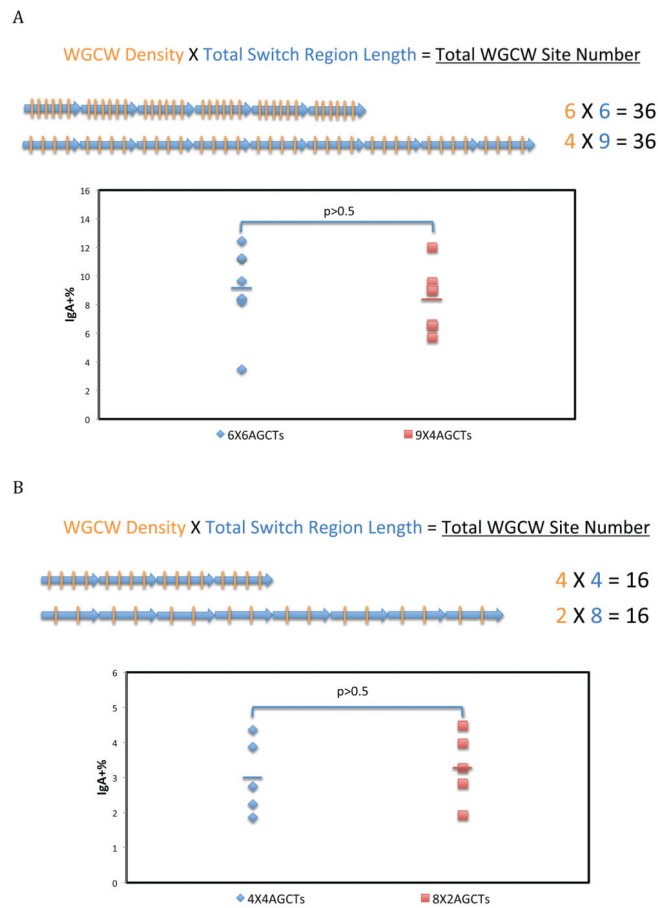 A
WGCW Density X Total Switch Region Length = Total WGCW Site Number
6 X 6 = 36
4 X 9 = 36
16
14
12
10
8
6
4
2
0
IgA+%
p>0.5
6X6AGCTs
9X4AGCTs
B
WGCW Density X Total Switch Region Length = Total WGCW Site Number
4 X 4 = 16
2 X 8 = 16
6
5
4
3
2
1
0
IgA+%
p>0.5
4X4AGCTs
8X2AGCTs